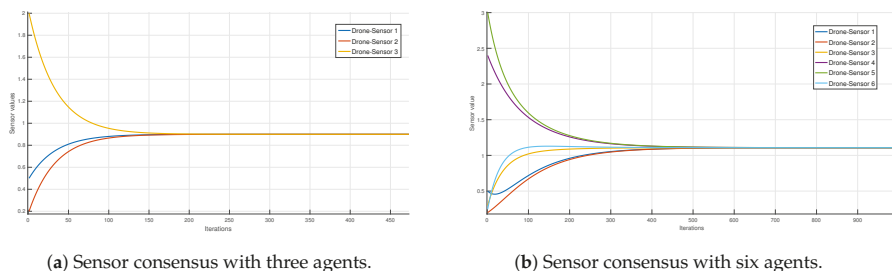 2
1.8
1.6
1.4
1.2
1
0.8
0.6
0.4
0.2
Sensor values
0 50 100 150 200 250 300 350 400 450
Iterictions
Drone-Sensor 1
Drone-Sensor 2
Drone-Sensor 3
(a) Sensor consensus with three agents.
3
2.5
2
1.5
1
0.5
Sensor value
0 100 200 300 400 500 600 700 800 900
Iterictions
Drone-Sensor 1
Drone-Sensor 2
Drone-Sensor 3
Drone-Sensor 4
Drone-Sensor 5
Drone-Sensor 6
(b) Sensor consensus with six agents.